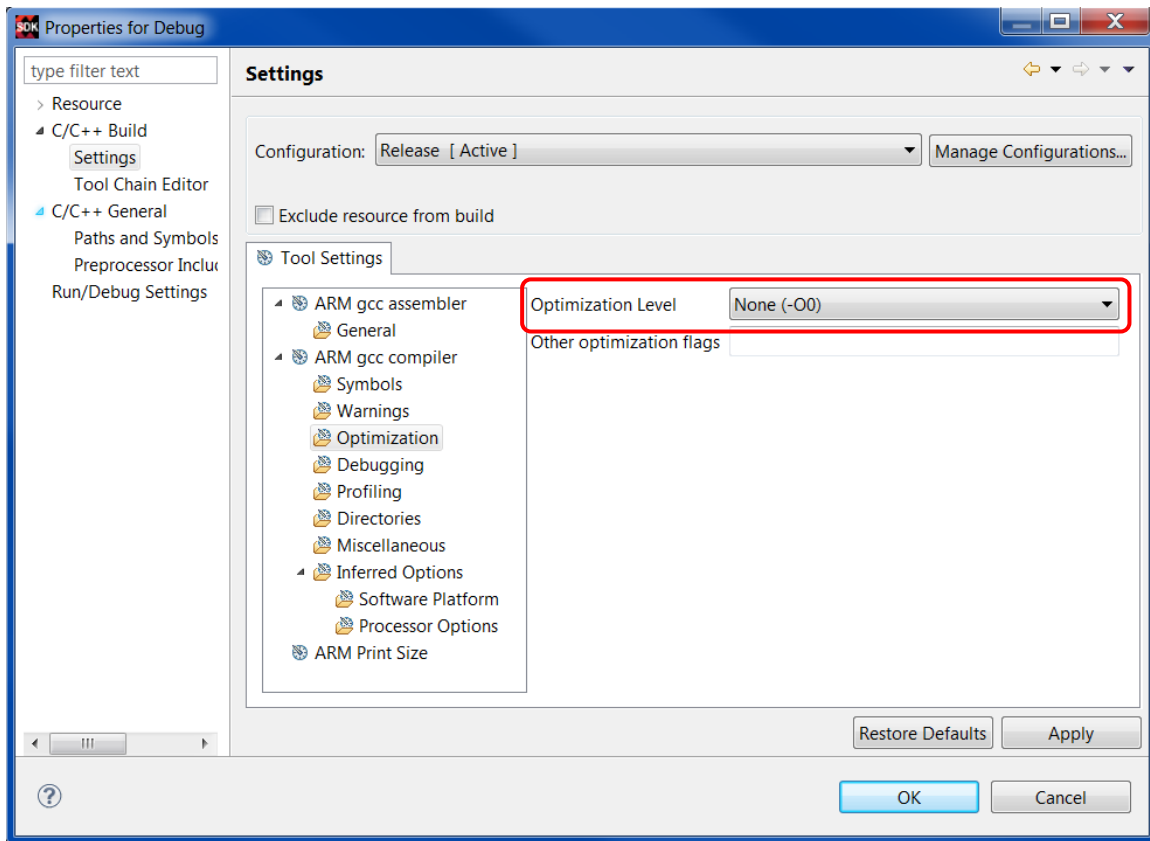 SDK Properties for Debug
type filter text
Resource
C/C++ Build
Settings
Tool Chain Editor
C/C++ General
Paths and Symbols
Preprocessor Includ
Run/Debug Settings
Settings
Configuration: Release [ Active ] Manage Configurations...
Exclude resource from build
Tool Settings
ARM gcc assembler
General
ARM gcc compiler
Symbols
Warnings
Optimization
Debugging
Profiling
Directories
Miscellaneous
Inferred Options
Software Platform
Processor Options
ARM Print Size
Optimization Level None (-O0)
Other optimization flags
Restore Defaults Apply
? OK Cancel